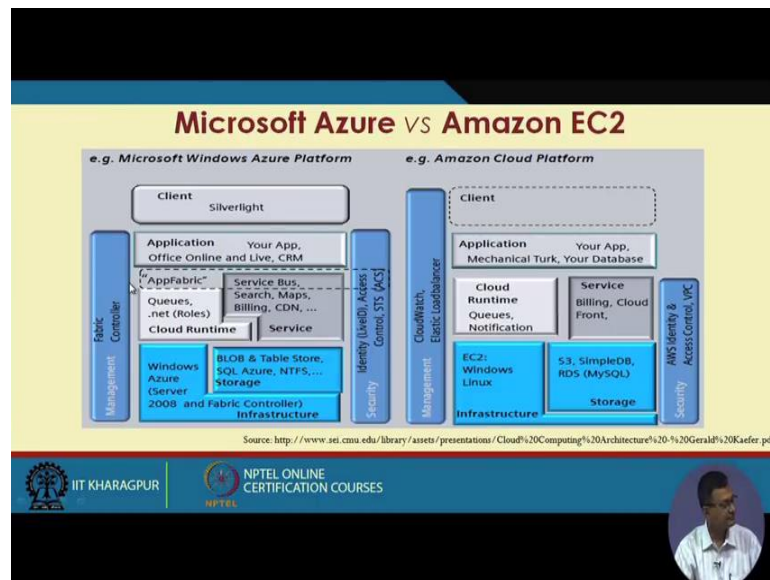 Microsoft Azure vs Amazon EC2
e.g. Microsoft Windows Azure Platform
Client
Silverlight
Fabric
Controller
Management
Application Your App,
Office Online and Live, CRM
"AppFabric"
Queues,
.net (Roles)
Cloud Runtime
Service Bus,
Search, Maps,
Billing, CDN, ...
Service
Windows
Azure
(Server
2008 and Fabric Controller)
BLOB & Table Store,
SQL Azure, NTFS,...
Storage
Infrastructure
Identity (LiveID), Access
Control, STS (ACS)
Security
e.g. Amazon Cloud Platform
CloudWatch,
Elastic Loadbalancer
Management
Client
Application Your App,
Mechanical Turk, Your Database
Cloud
Runtime
Queues,
Notification
Service
Billing, Cloud
Front,
EC2:
Windows
Linux
Infrastructure
S3, SimpleDB,
RDS (MySQL)
Storage
AWS Identity &
Access Control, VPC
Security
Source: http://www.sei.cmu.edu/library/assets/presentations/Cloud%20Computing%20Architecture%20-%20Gerald%20Kaefer.pd
IIT KHARAGPUR
NPTEL
NPTEL ONLINE
CERTIFICATION COURSES